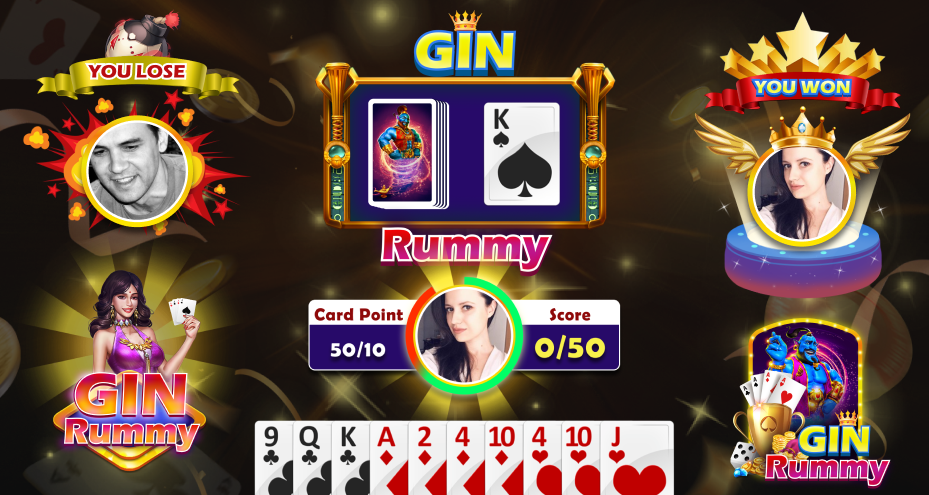 YOU LOSE
GIN
K
Rummy
YOU WON
Card Point
50/10
Score
0/50
GIN
Rummy
A A A A
GIN
Rummy
9 Q K A 2 4 10 4 10 J